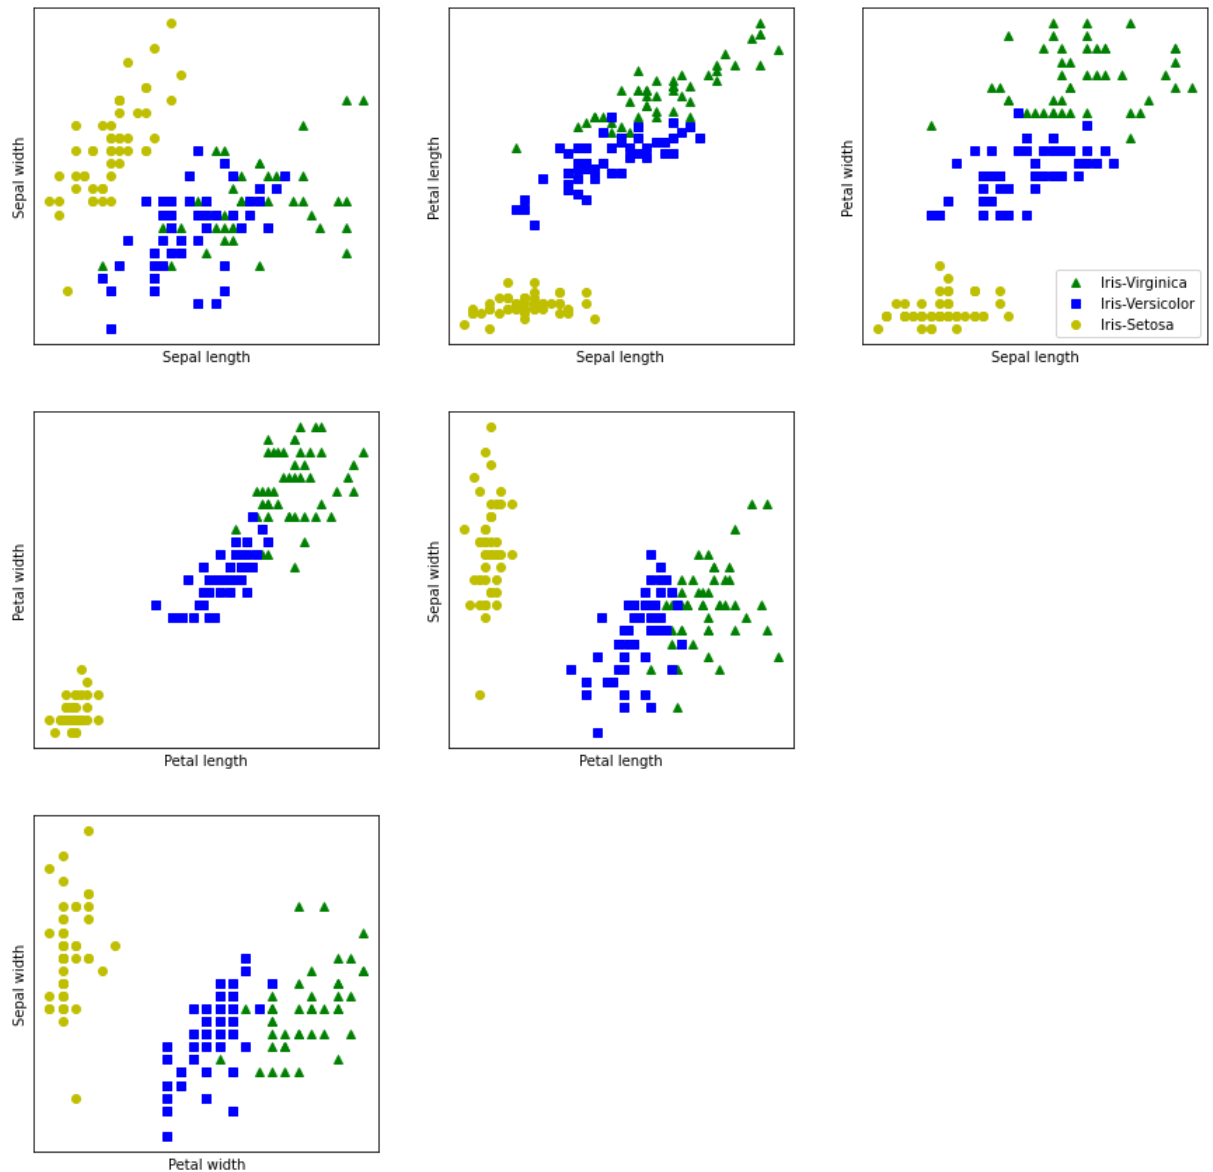 Sepal width
Sepal length
Petal length
Sepal length
Petal width
Iris-Virginica
Iris-Versicolor
Iris-Setosa
Sepal length
Petal width
Petal length
Sepal width
Petal length
Sepal width
Petal width